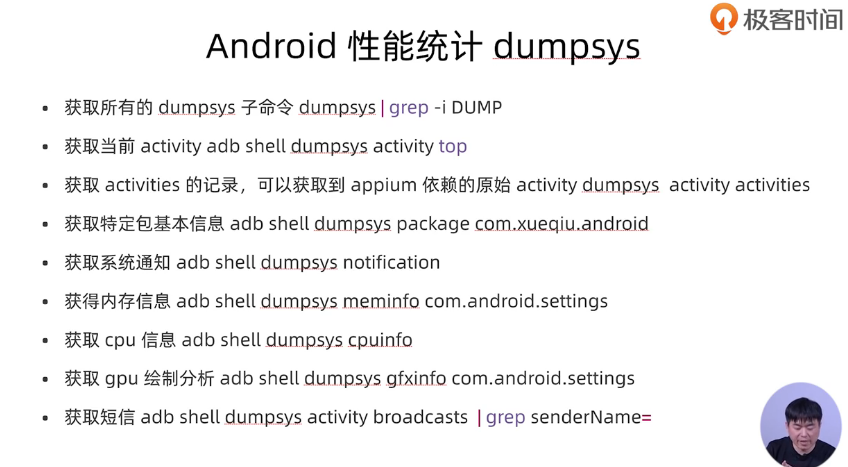 极客时间
Android 性能统计 dumpsys
• 获取所有的 dumpsys 子命令 dumpsys | grep -i DUMP
• 获取当前 activity adb shell dumpsys activity top
• 获取 activities 的记录，可以获取到 appium 依赖的原始 activity dumpsys activity activities
• 获取特定包基本信息 adb shell dumpsys package com.xueqiu.android
• 获取系统通知 adb shell dumpsys notification
• 获得内存信息 adb shell dumpsys meminfo com.android.settings
• 获取 cpu 信息 adb shell dumpsys cpuinfo
• 获取 gpu 绘制分析 adb shell dumpsys gfxinfo com.android.settings
• 获取短信 adb shell dumpsys activity broadcasts | grep senderName=